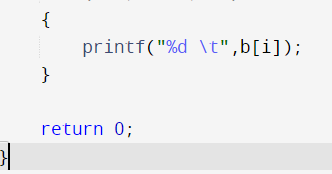 {
printf("%d \t",b[i]);
}
return 0;
}